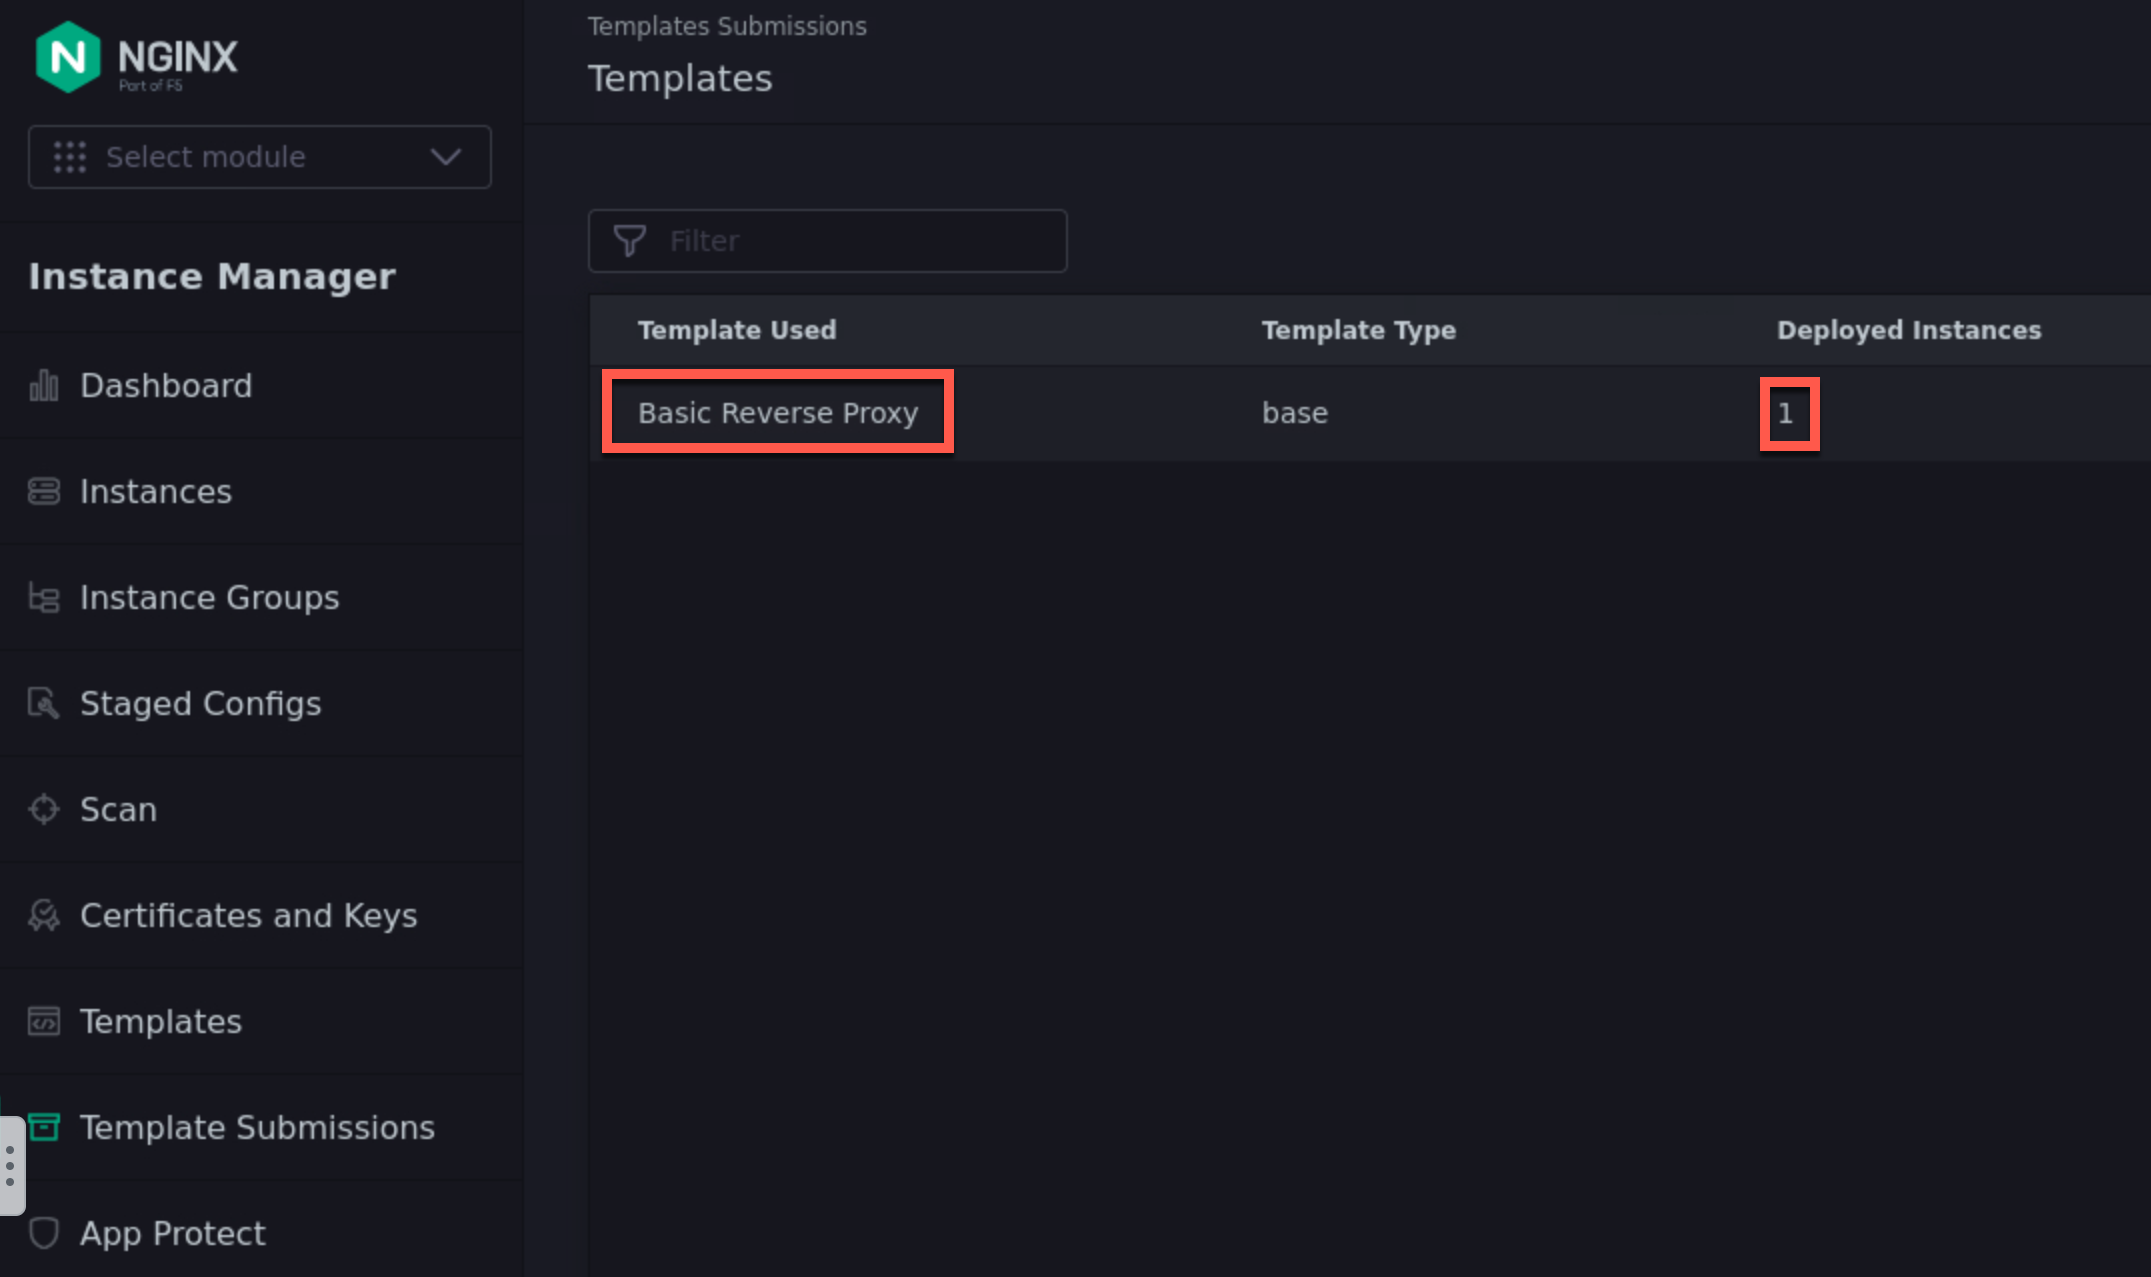 NGINX
Part of F5
Select module
Instance Manager
Dashboard
Instances
Instance Groups
Staged Configs
Scan
Certificates and Keys
Templates
Template Submissions
App Protect
Templates Submissions
Templates
Filter
Template Used Template Type Deployed Instances
Basic Reverse Proxy base 1